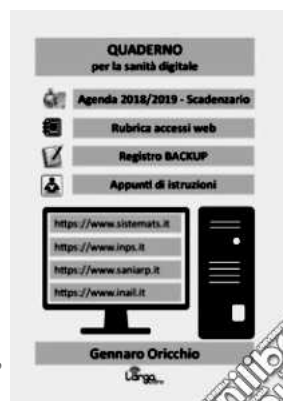 QUADERNO
per la sanità digitale
Agenda 2018/2019 - Scadenzario
Rubrica accessi web
Registro BACKUP
Appunti di istruzioni
https://www.sistemats.it
https://www.inps.it
https://www.saniarp.it
https://www.inail.it
Gennaro Oricchio